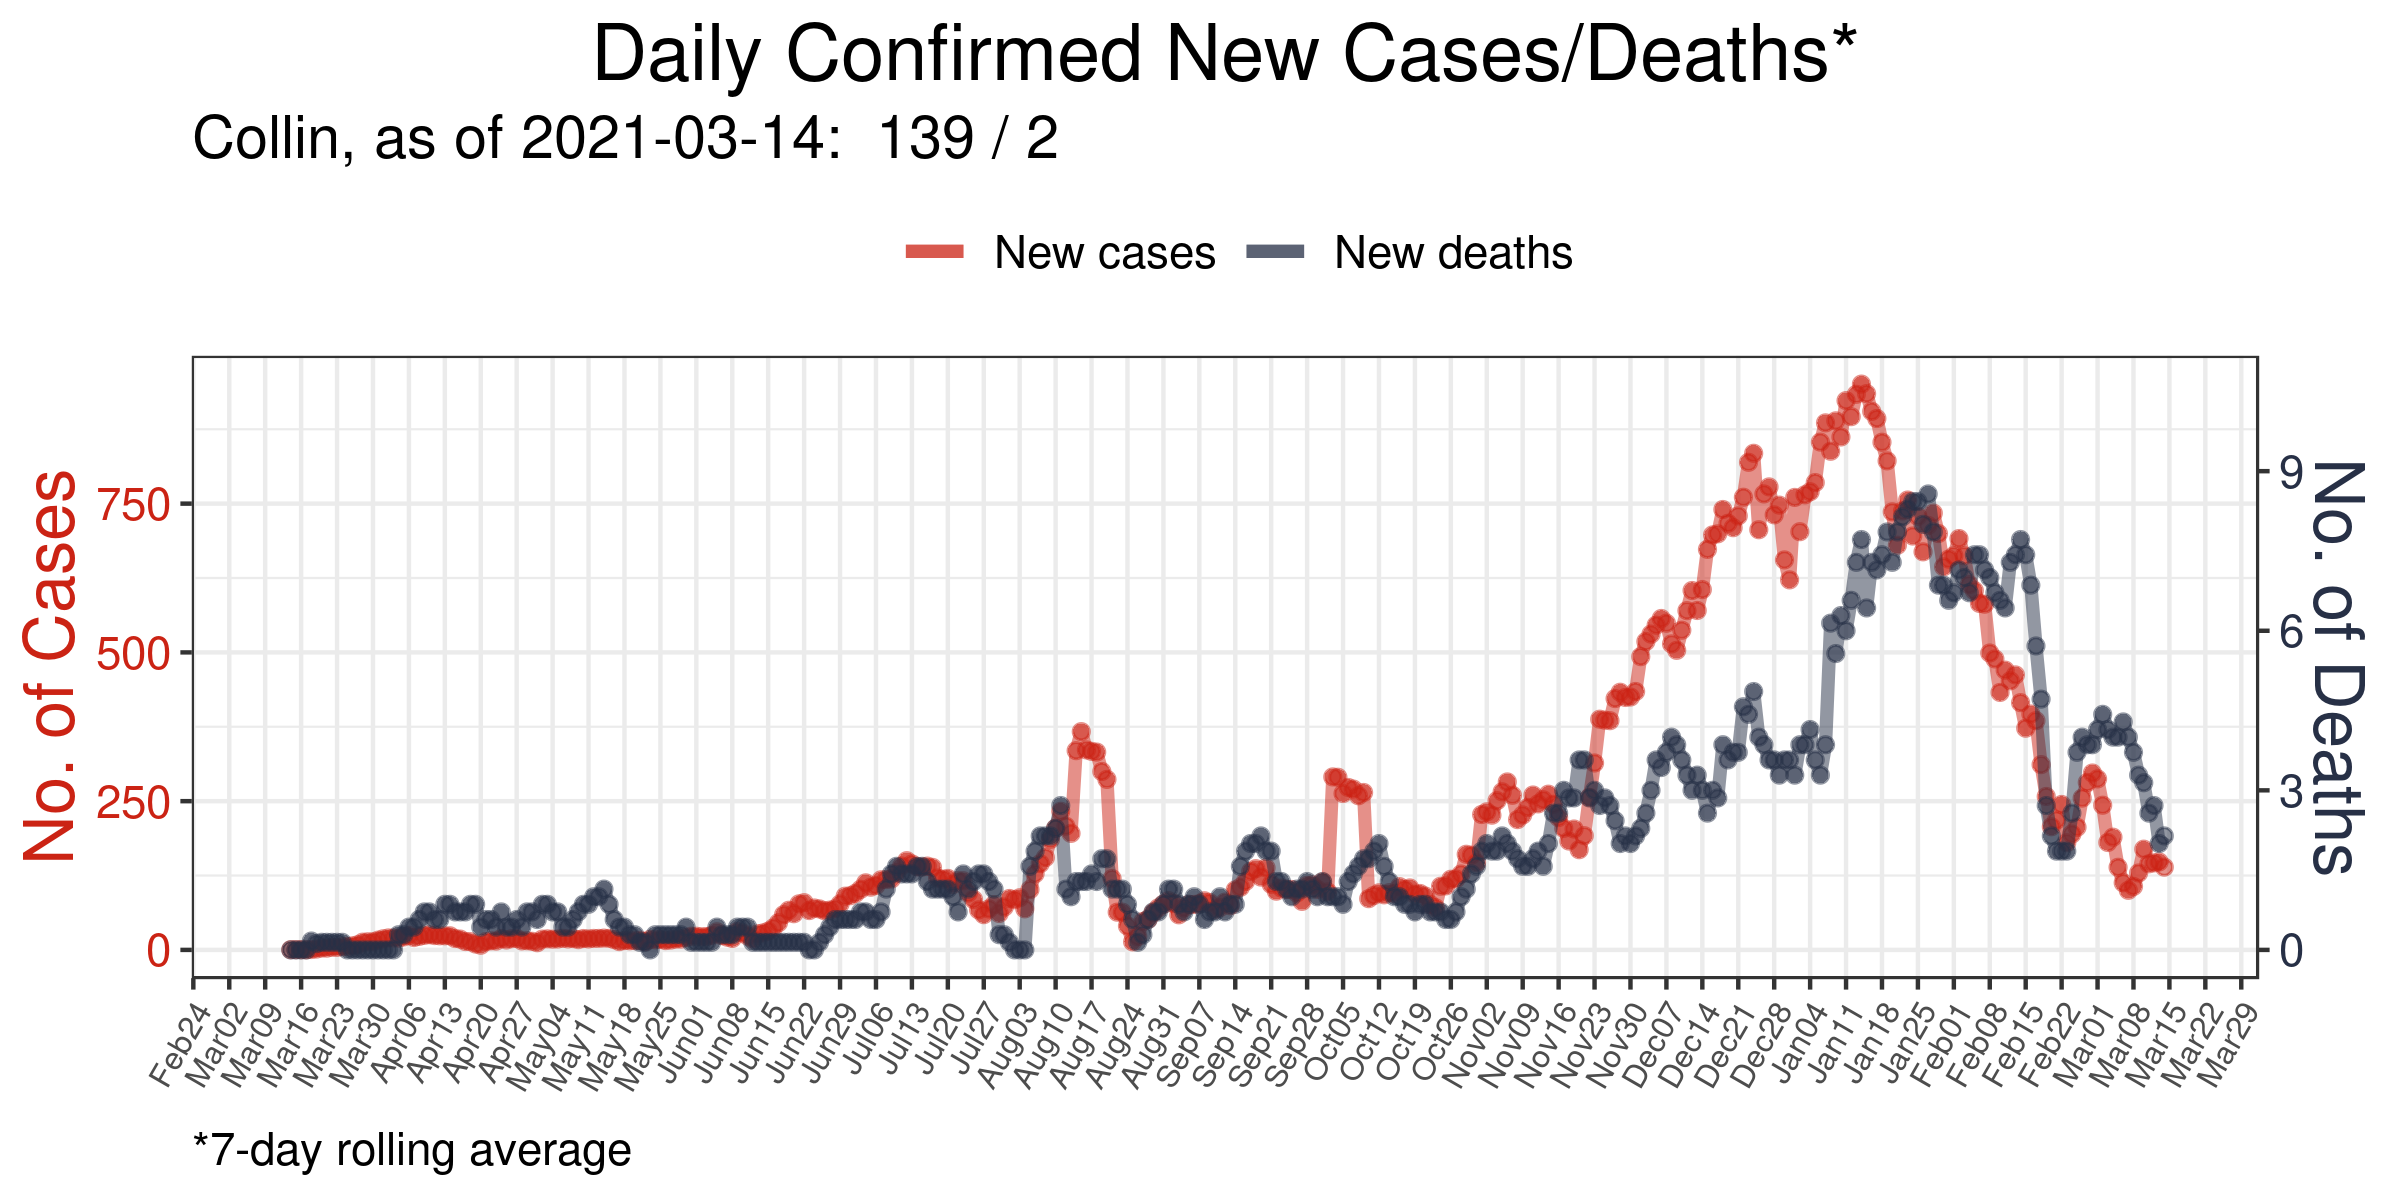 Daily Confirmed New Cases/Deaths*
Collin, as of 2021-03-14:  139 / 2
New cases
New deaths
No. of Cases
750
500
250
0
9
6
3
0
No. of Deaths
Feb24
Mar02
Mar09
Mar16
Mar23
Mar30
Apr06
Apr13
Apr20
Apr27
May04
May11
May18
May25
Jun01
Jun08
Jun15
Jun22
Jun29
Jul06
Jul13
Jul20
Jul27
Aug03
Aug10
Aug17
Aug24
Aug31
Sep07
Sep14
Sep21
Sep28
Oct05
Oct12
Oct19
Oct26
Nov02
Nov09
Nov16
Nov23
Nov30
Dec07
Dec14
Dec21
Dec28
Jan04
Jan11
Jan18
Jan25
Feb01
Feb08
Feb15
Feb22
Mar01
Mar08
Mar15
Mar22
Mar29
*7-day rolling average